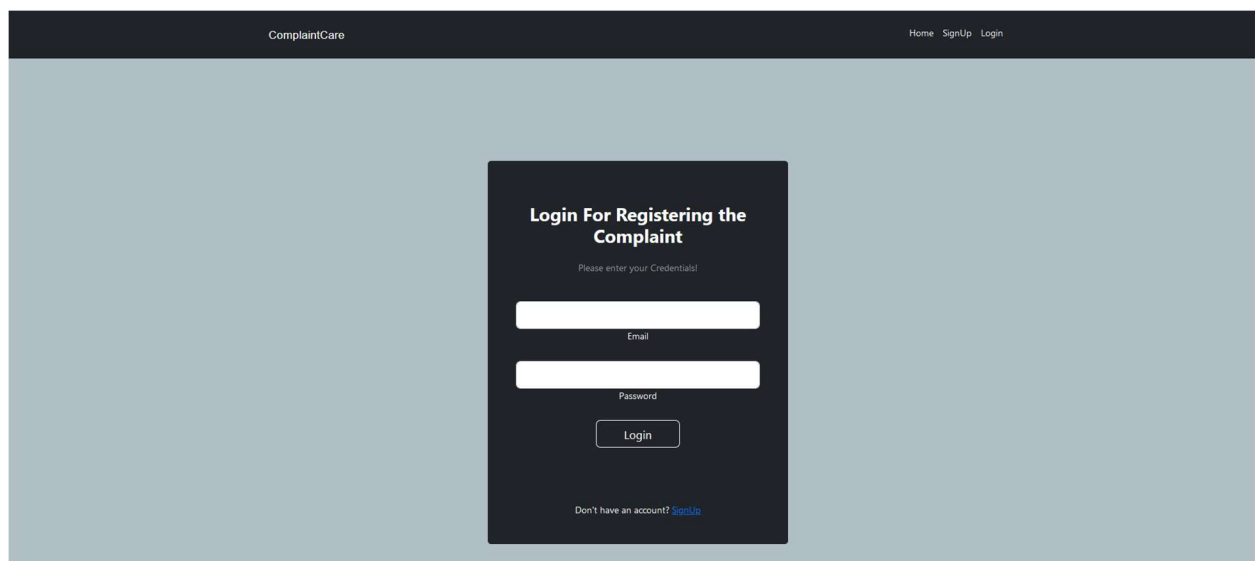 ComplaintCare
Home SignUp Login
Login For Registering the
Complaint
Please enter your Credentials!
Email
Password
Login
Don't have an account? SignUp